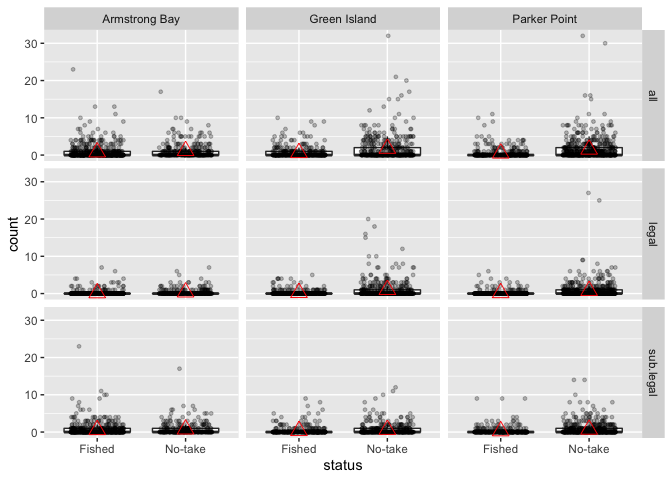 Armstrong Bay Green Island Parker Point
30
20
10
0
all
30
20
10
0
legal
30
20
10
0
sub.legal
count
Fished No-take Fished No-take Fished No-take
status